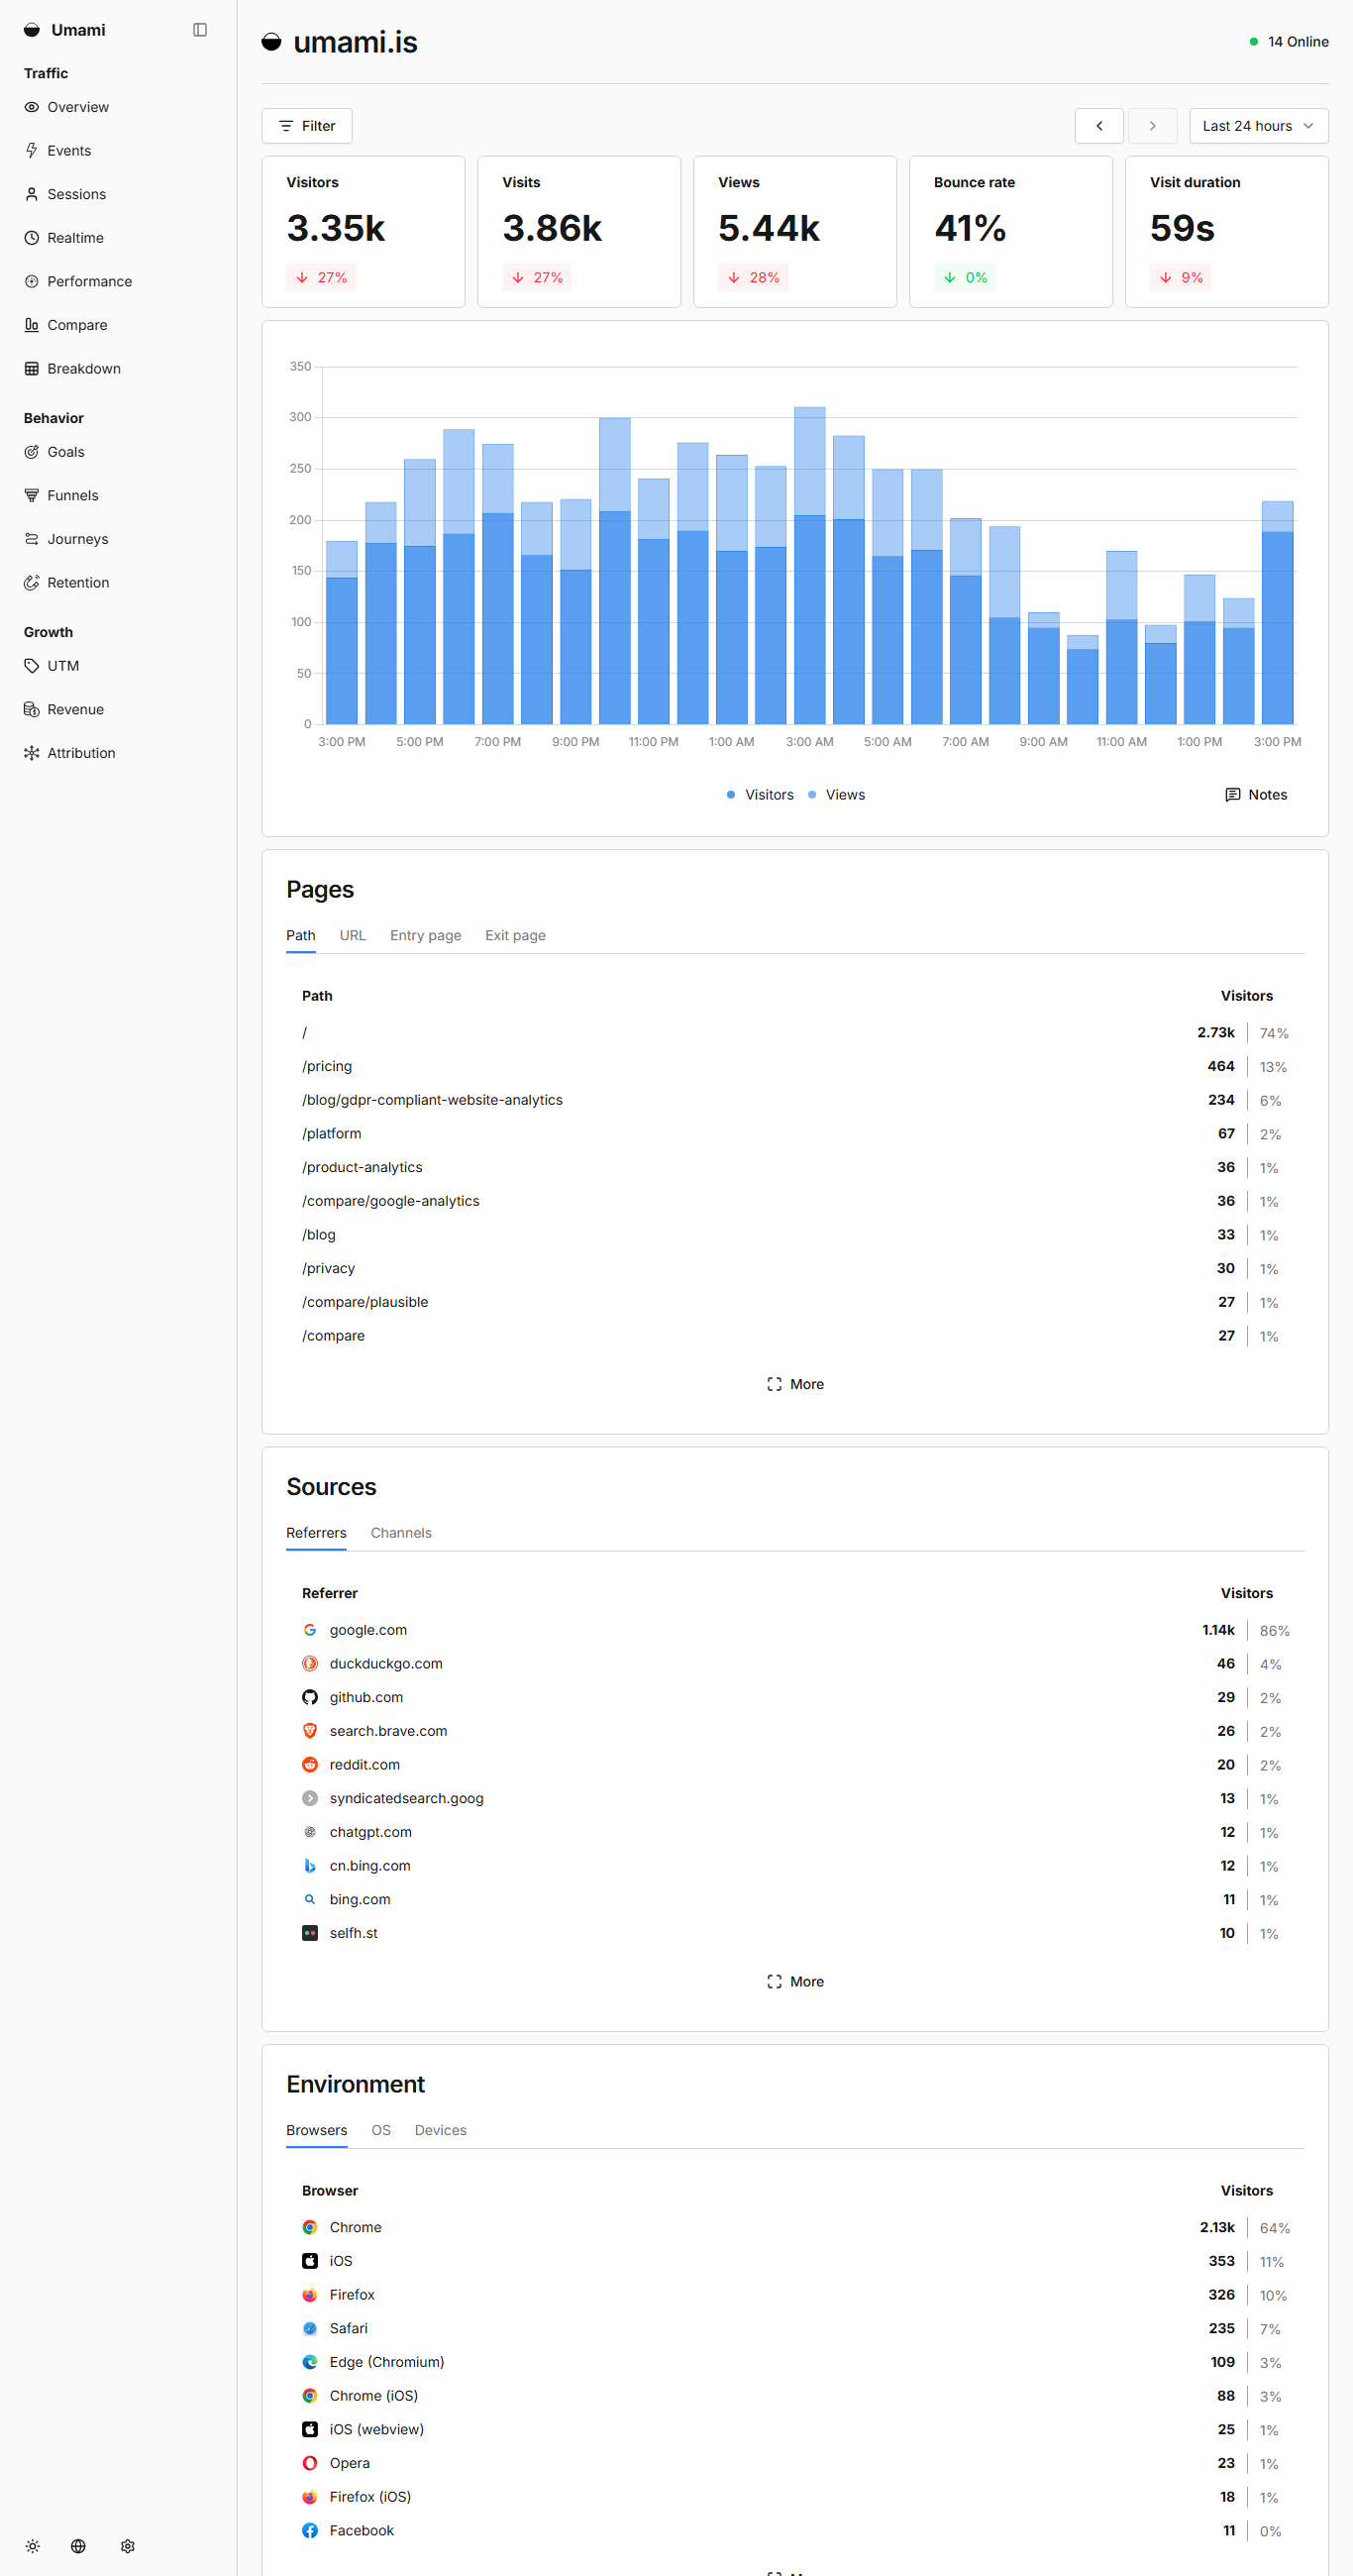 Umami
Traffic
Overview
Events
Sessions
Realtime
Performance
Compare
Breakdown
Behavior
Goals
Funnels
Journeys
Retention
Growth
UTM
Revenue
Attribution
umami.is
14 Online
Filter
Last 24 hours
Visitors
3.35k
27%
Visits
3.86k
27%
Views
5.44k
28%
Bounce rate
41%
0%
Visit duration
59s
9%
350
300
250
200
150
100
50
0
3:00 PM 5:00 PM 7:00 PM 9:00 PM 11:00 PM 1:00 AM 3:00 AM 5:00 AM 7:00 AM 9:00 AM 11:00 AM 1:00 PM 3:00 PM
Visitors Views
Notes
Pages
Path URL Entry page Exit page
Path Visitors
/ 2.73k 74%
/pricing 464 13%
/blog/gdpr-compliant-website-analytics 234 6%
/platform 67 2%
/product-analytics 36 1%
/compare/google-analytics 36 1%
/blog 33 1%
/privacy 30 1%
/compare/plausible 27 1%
/compare 27 1%
More
Sources
Referrers Channels
Referrer Visitors
google.com 1.14k 86%
duckduckgo.com 46 4%
github.com 29 2%
search.brave.com 26 2%
reddit.com 20 2%
syndicatedsearch.goog 13 1%
chatgpt.com 12 1%
cn.bing.com 12 1%
bing.com 11 1%
selfh.st 10 1%
More
Environment
Browsers OS Devices
Browser Visitors
Chrome 2.13k 64%
iOS 353 11%
Firefox 326 10%
Safari 235 7%
Edge (Chromium) 109 3%
Chrome (iOS) 88 3%
iOS (webview) 25 1%
Opera 23 1%
Firefox (iOS) 18 1%
Facebook 11 0%